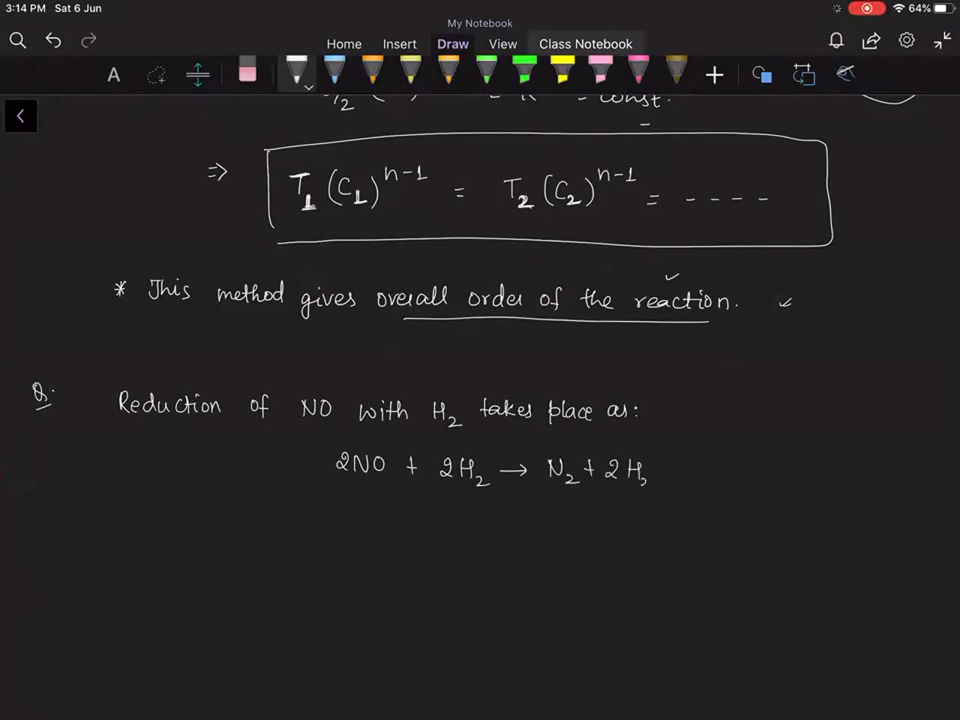 3:14 PM Sat 6 Jun
64%
My Notebook
Home Insert Draw View Class Notebook
A
= const.
=> T₁ (C₁)ⁿ⁻¹ = T₂ (C₂)ⁿ⁻¹ = ----
* This method gives overall order of the reaction.
Q. Reduction of NO with H₂ takes place as:
2NO + 2H₂ → N₂ + 2H